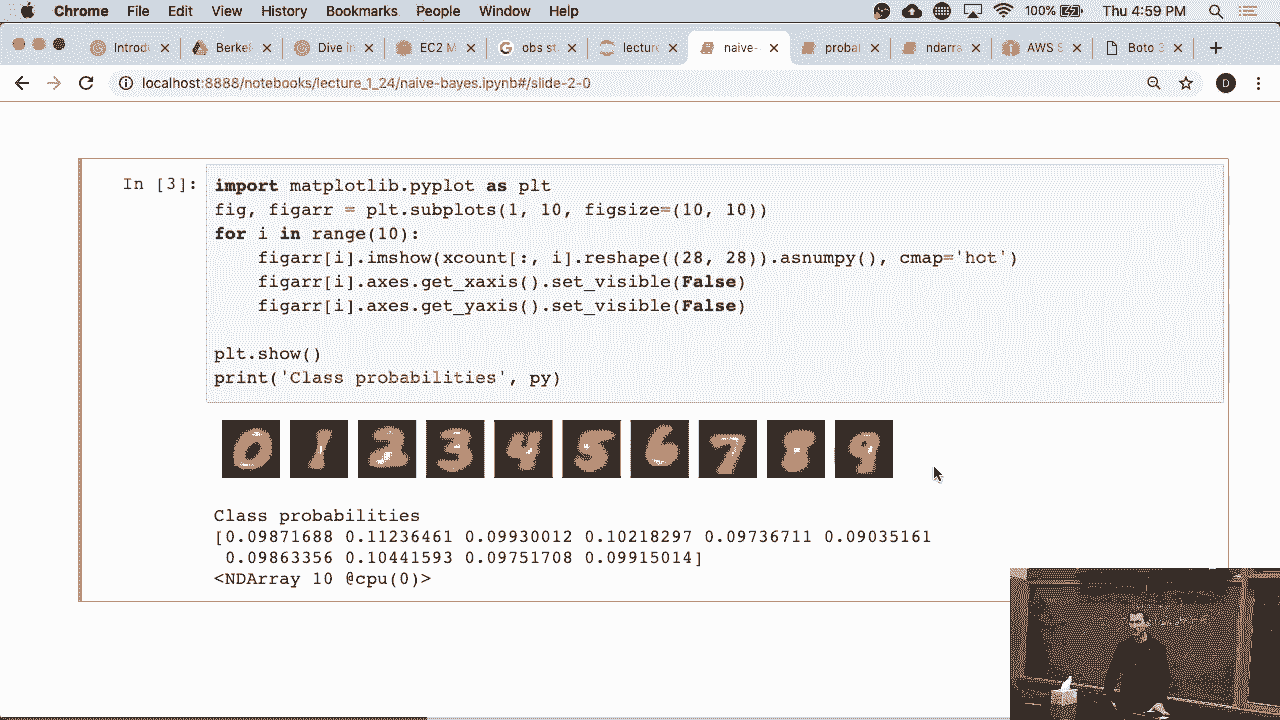 Chrome File Edit View History Bookmarks People Window Help 100% Thu 4:59 PM
Introdu Berkel Dive in EC2 M obs st lecture naive- probal ndarra AWS S Boto 3
localhost:8888/notebooks/lecture_1_24/naive-bayes.ipynb#/slide-2-0 D
In [3]: import matplotlib.pyplot as plt
fig, figarr = plt.subplots(1, 10, figsize=(10, 10))
for i in range(10):
    figarr[i].imshow(xcount[:, i].reshape((28, 28)).asnumpy(), cmap='hot')
    figarr[i].axes.get_xaxis().set_visible(False)
    figarr[i].axes.get_yaxis().set_visible(False)
plt.show()
print('Class probabilities', py)
0 1 2 3 4 5 6 7 8 9
Class probabilities
[0.09871688 0.11236461 0.09930012 0.10218297 0.09736711 0.09035161
 0.09863356 0.10441593 0.09751708 0.09915014]
<NDArray 10 @cpu(0)>